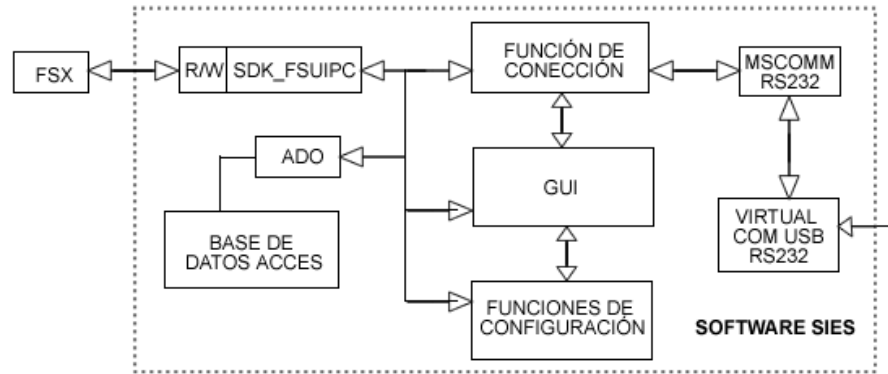 FSX
R/W SDK_FSUIPC
FUNCIÓN DE
CONECCIÓN
MSCOMM
RS232
ADO
GUI
BASE DE
DATOS ACCES
VIRTUAL
COM USB
RS232
FUNCIONES DE
CONFIGURACIÓN
SOFTWARE SIES